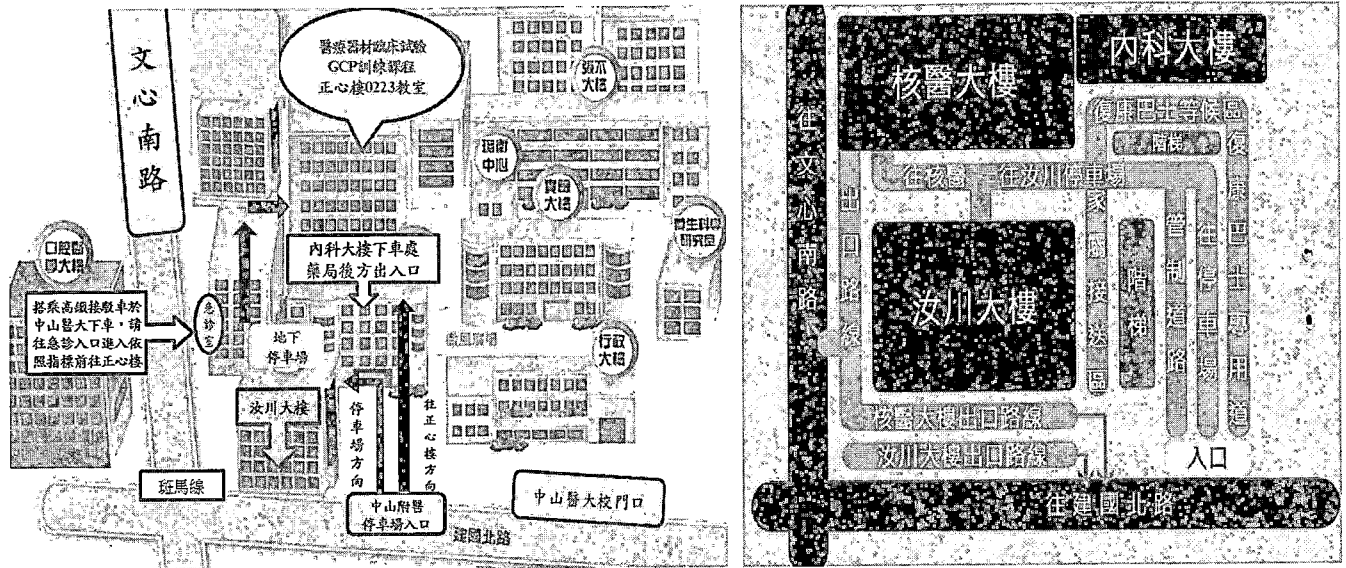 文心南路
醫療器材臨床試驗
GCP訓練課程
正心樓0223教室
大樓
中心
實驗
大樓
研究室
口腔醫
學大樓
內科大樓下車處
藥局後方出入口
搭乘高鐵接駁車於
中山醫大下車，請
往急診入口進入依
照指標前往正心樓
急診室
地下
停車場
行政
大樓
汝川大樓
停車場方向
往正心樓方向
斑馬線
中山附醫
停車場入口
中山醫大校門口
建國北路
往文心南路
核醫大樓
內科大樓
復康巴士等候區
階梯
往核醫
往汝川停車場
出口路線
汝川大樓
家屬接送區
階梯
管制道路
往停車場
復康巴士專用道
核醫大樓出口路線
汝川大樓出口路線
入口
往建國北路